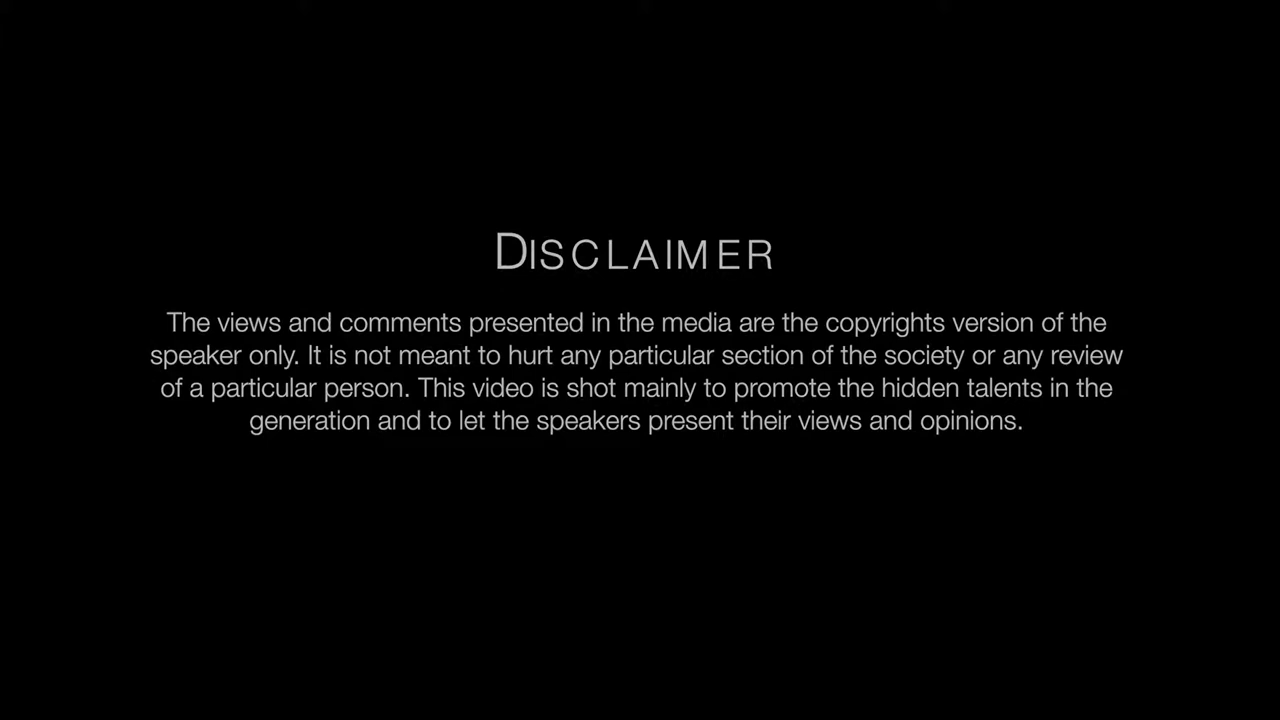 DISCLAIMER
The views and comments presented in the media are the copyrights version of the
speaker only. It is not meant to hurt any particular section of the society or any review
of a particular person. This video is shot mainly to promote the hidden talents in the
generation and to let the speakers present their views and opinions.